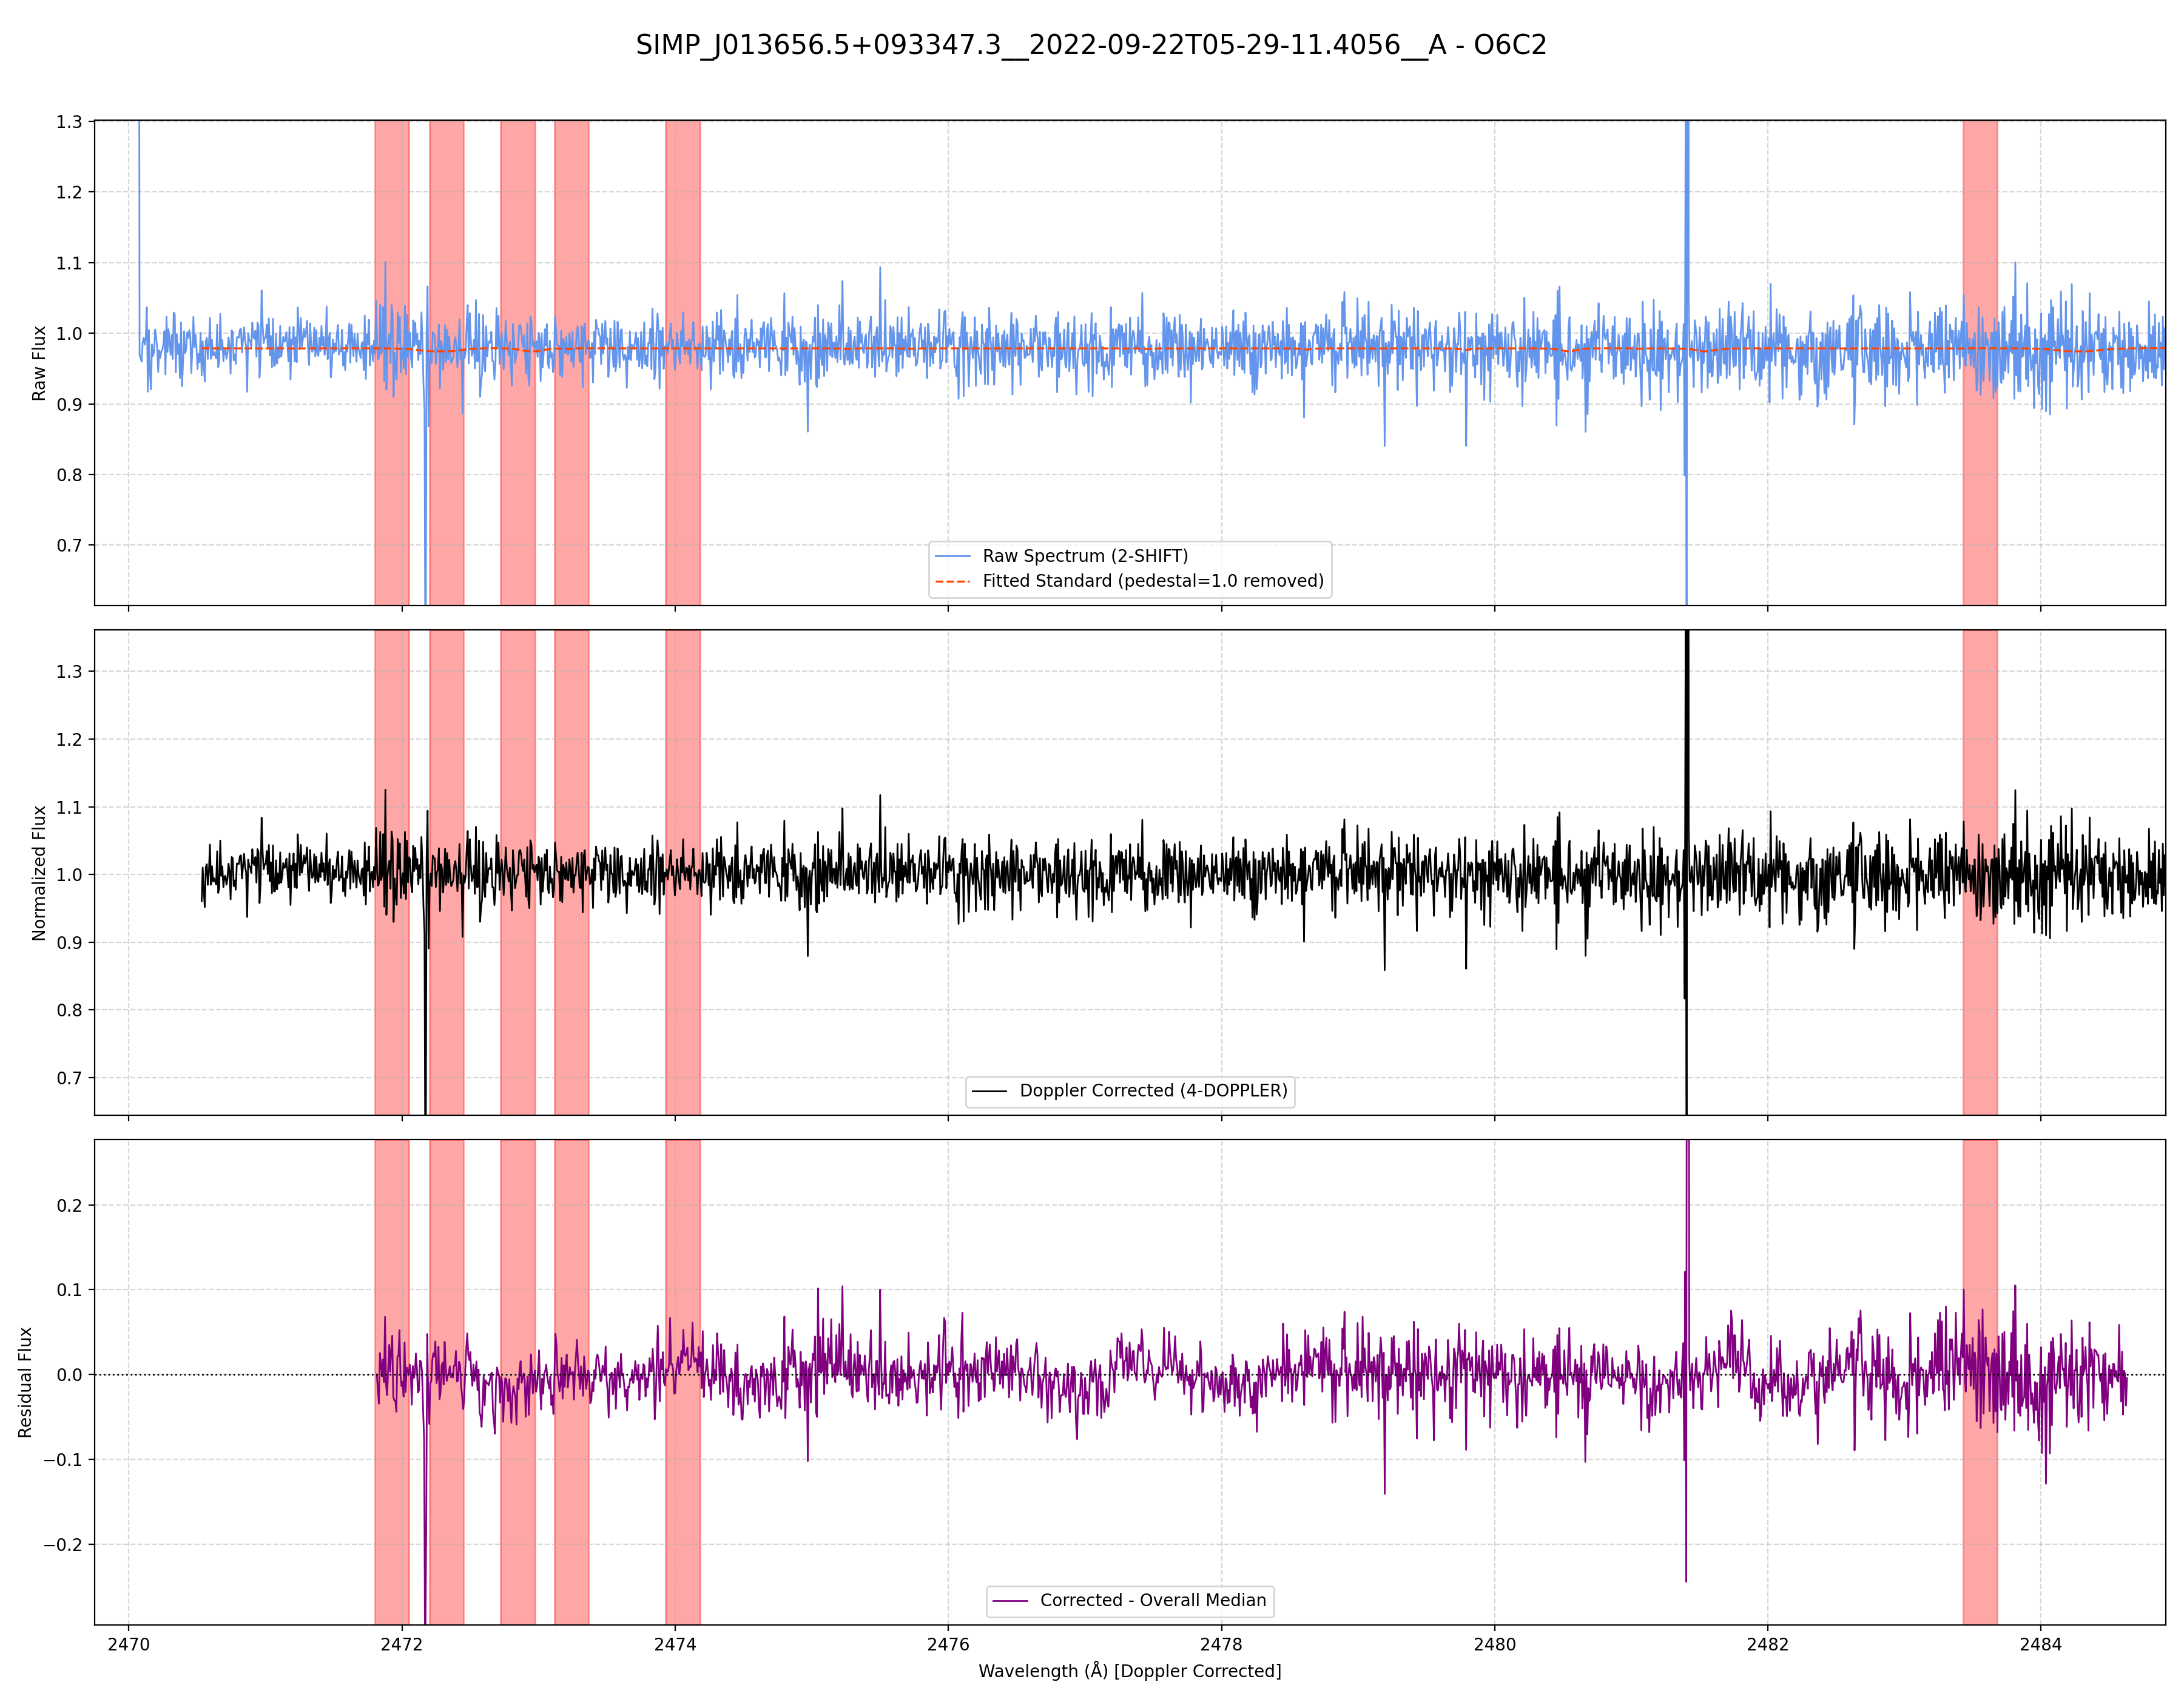 SIMP_J013656.5+093347.3__2022-09-22T05-29-11.4056__A - O6C2
1.3
1.2
1.1
1.0
0.9
0.8
0.7
Raw Flux
Raw Spectrum (2-SHIFT)
Fitted Standard (pedestal=1.0 removed)
1.3
1.2
1.1
1.0
0.9
0.8
0.7
Normalized Flux
Doppler Corrected (4-DOPPLER)
0.2
0.1
0.0
−0.1
−0.2
Residual Flux
Corrected - Overall Median
2470 2472 2474 2476 2478 2480 2482 2484
Wavelength (Å) [Doppler Corrected]